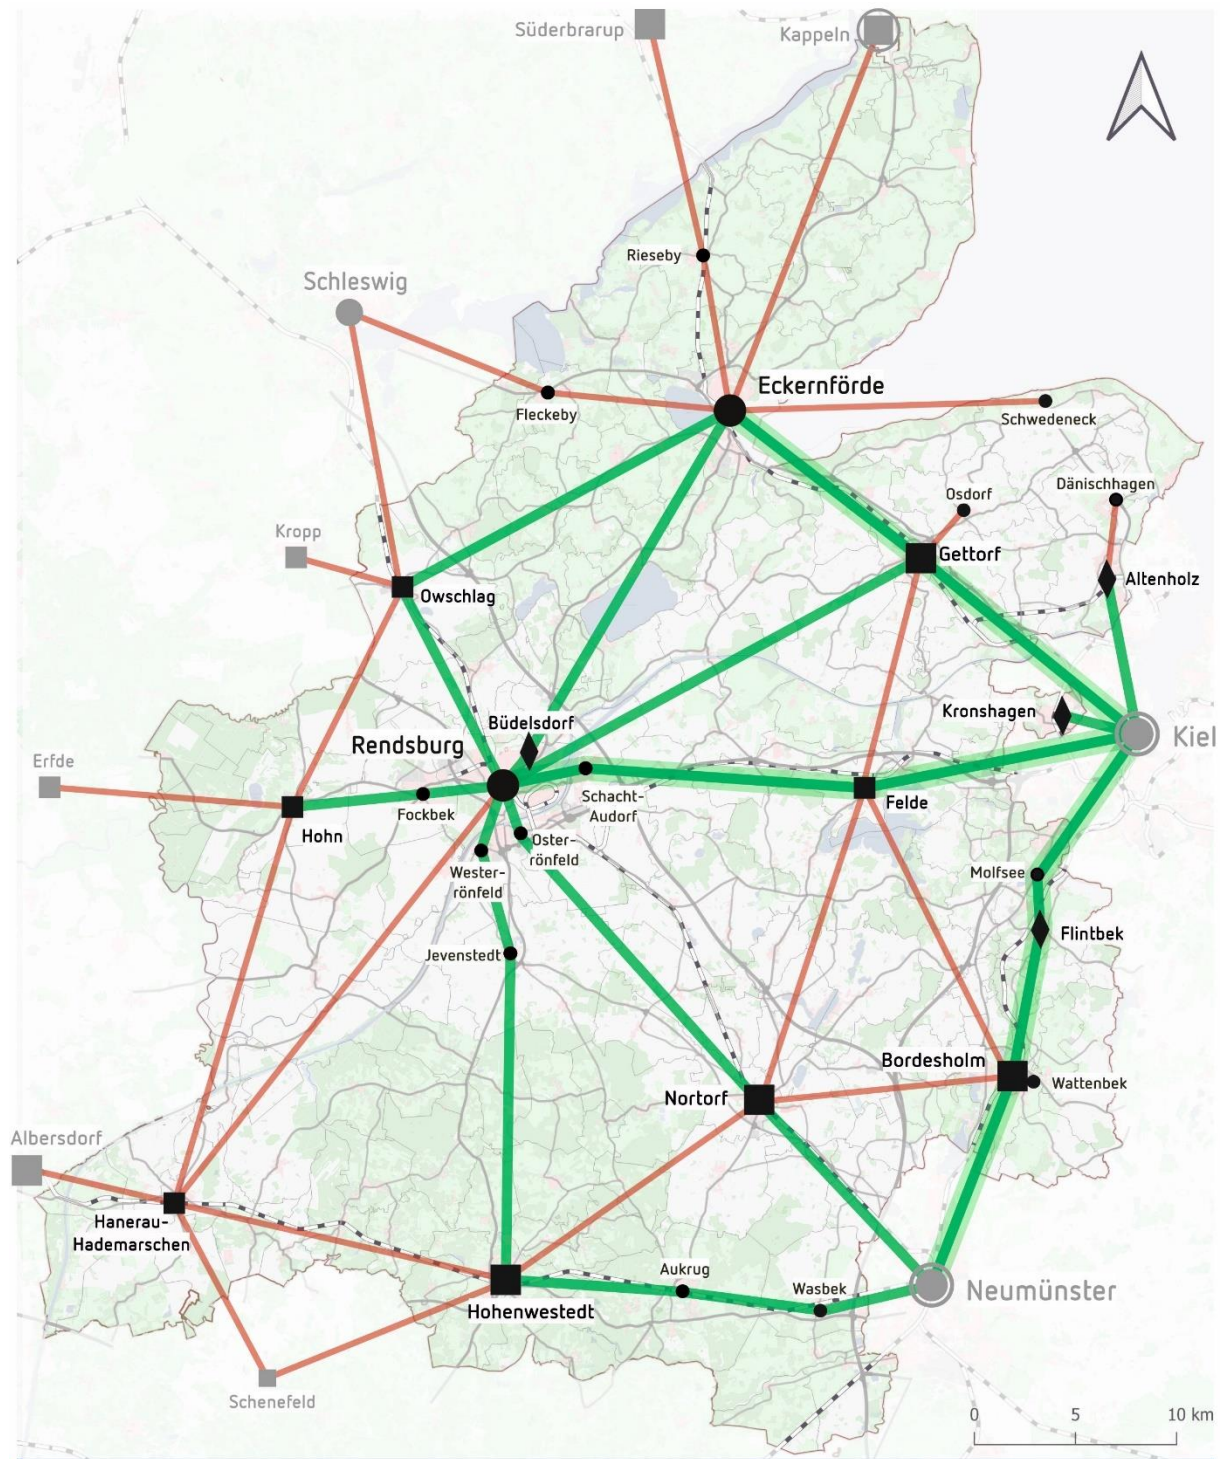 Süderbrarup
Kappeln
Rieseby
Schleswig
Eckernförde
Fleckeby
Schwedeneck
Dänischhagen
Osdorf
Kropp
Gettorf
Altenholz
Owschlag
Kronshagen
Büdelsdorf
Rendsburg
Kiel
Erfde
Schacht-
Audorf
Felde
Fockbek
Hohn
Oster-
rönfeld
Wester-
rönfeld
Molfsee
Flintbek
Jevenstedt
Bordesholm
Wattenbek
Nortorf
Albersdorf
Hanerau-
Hademarschen
Aukrug
Wasbek
Neumünster
Hohenwestedt
Schenefeld
0 5 10 km